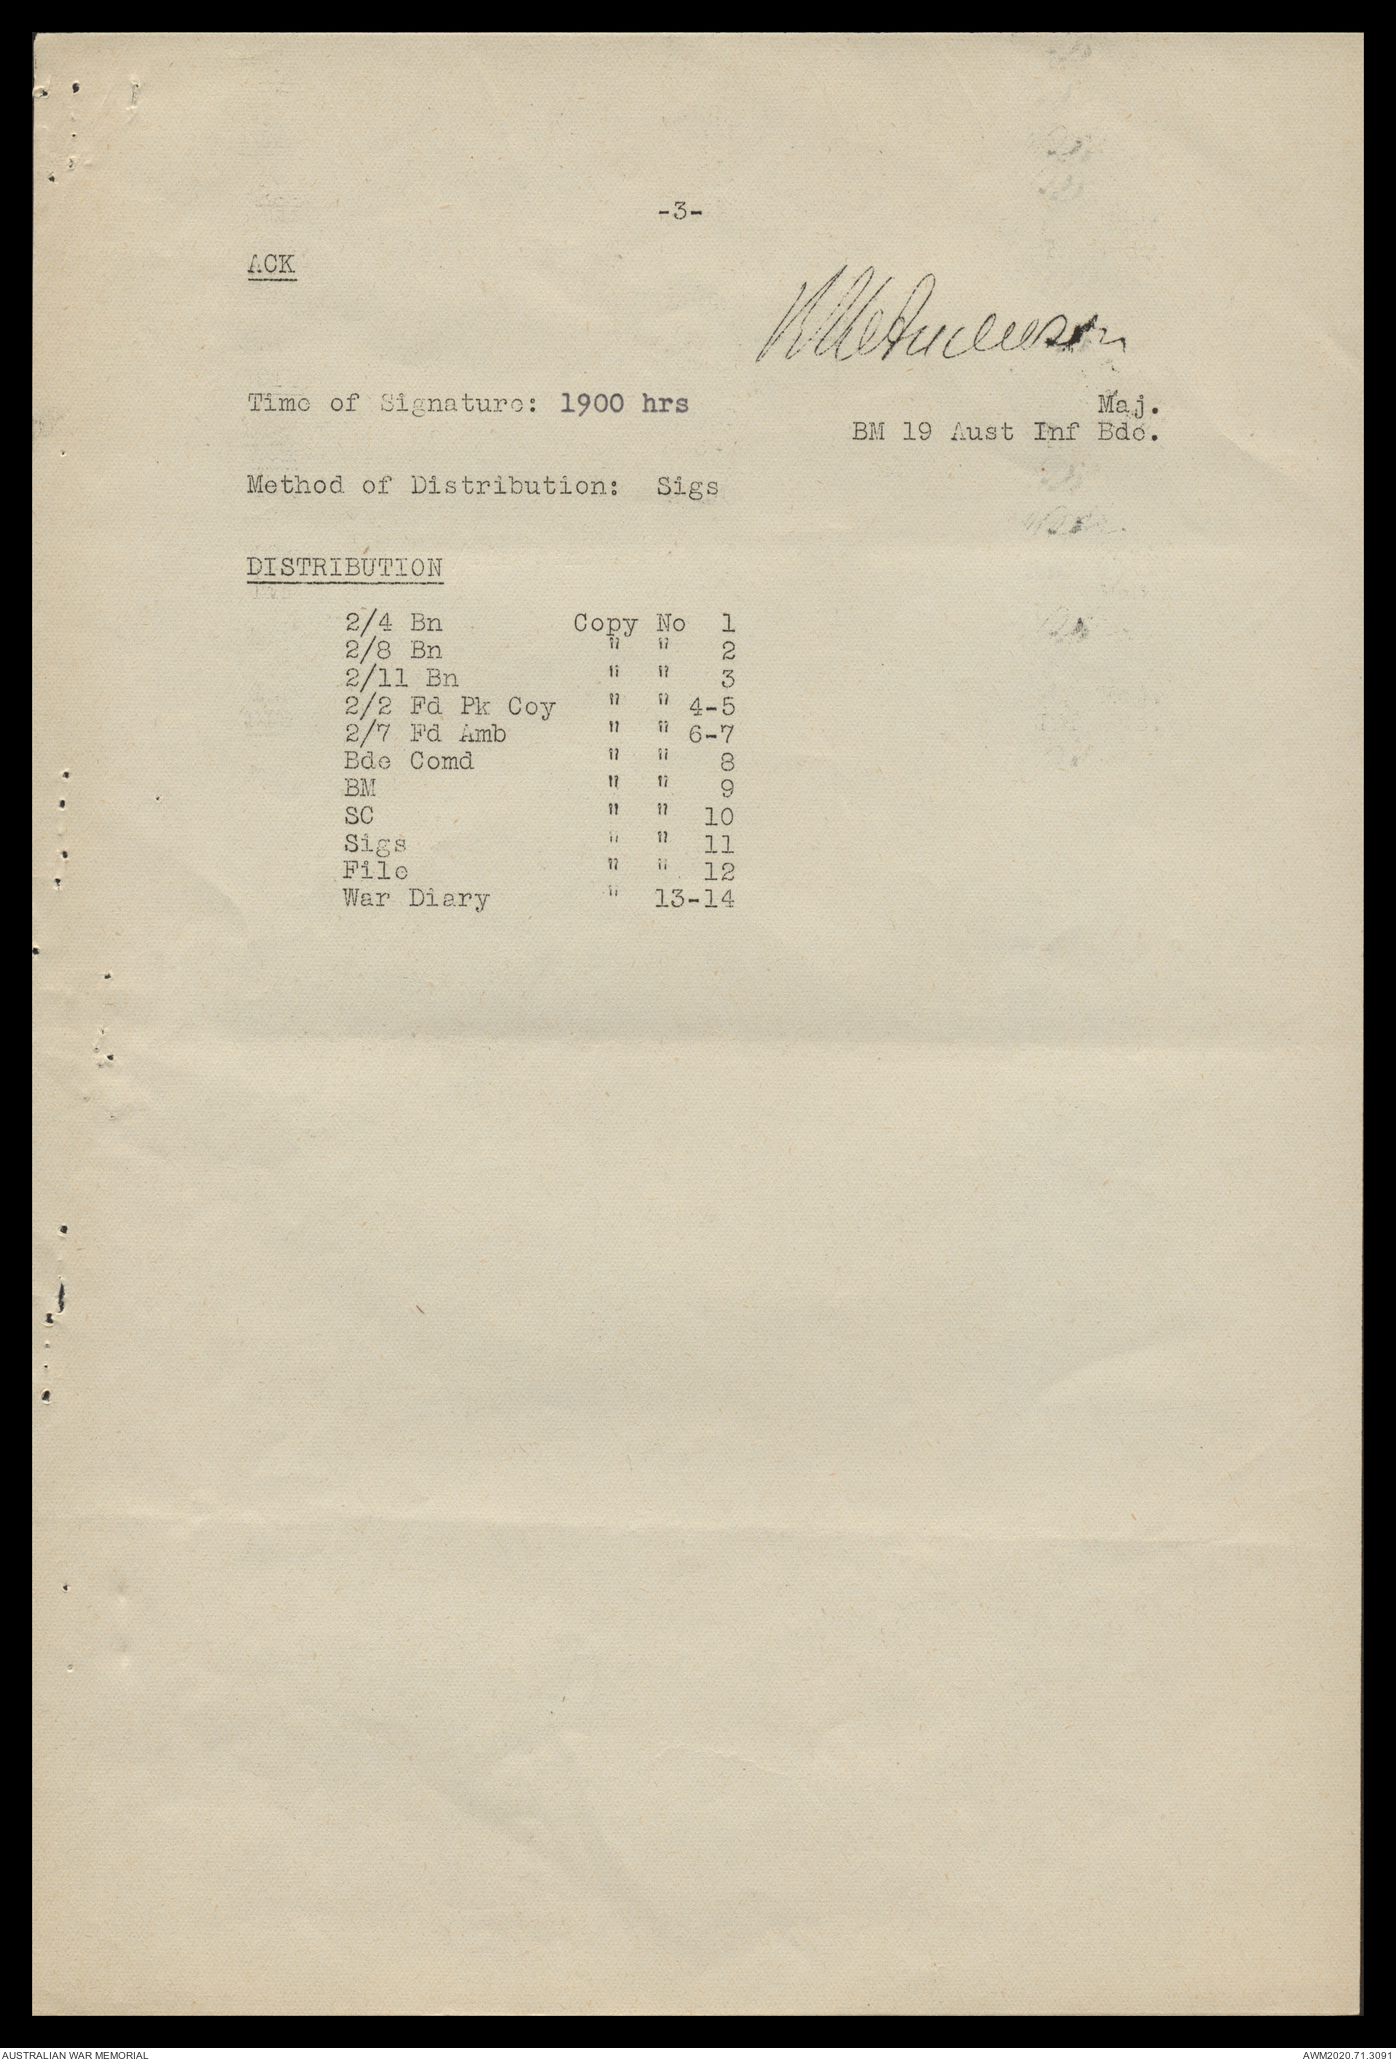 -3-
ACK
Time of Signature: 1900 hrs
Maj.
BM 19 Aust Inf Bde.
Method of Distribution: Sigs
DISTRIBUTION
2/4 Bn Copy No 1
2/8 Bn " " 2
2/11 Bn " " 3
2/2 Fd Pk Coy " " 4-5
2/7 Fd Amb " " 6-7
Bde Comd " " 8
BM " " 9
SC " " 10
Sigs " " 11
File " " 12
War Diary " 13-14
AUSTRALIAN WAR MEMORIAL
AWM2020.71.3091